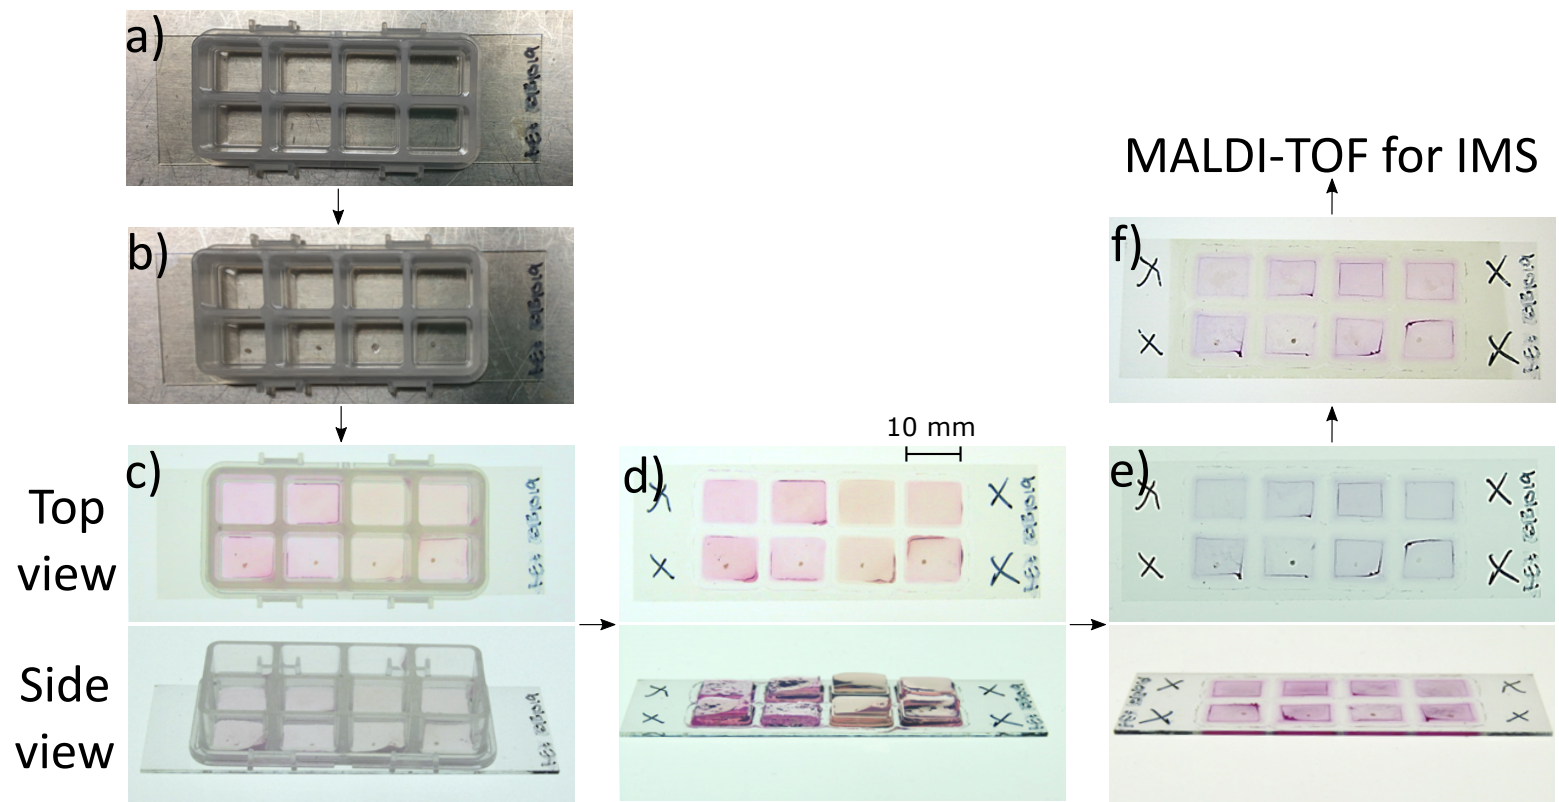 a)
b)
c)
Top
view
Side
view
d)
10 mm
e)
f)
MALDI-TOF for IMS